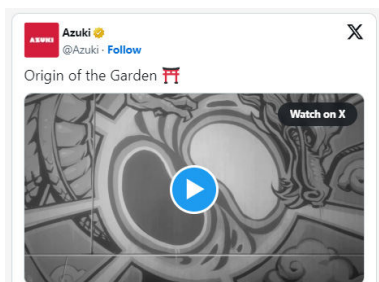 AZUKI
Azuki
@Azuki · Follow
X
Origin of the Garden ⛩️
Watch on X